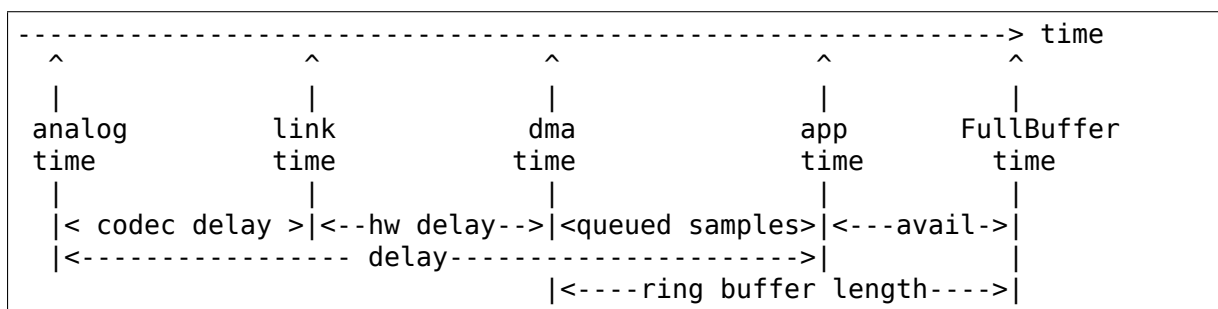 --------------------------------------------------------------> time
  ^               ^              ^                ^           ^
  |               |              |                |           |
 analog         link            dma              app       FullBuffer
 time           time           time              time        time
  |               |              |                |           |
  |< codec delay >|<--hw delay-->|<queued samples>|<---avail->|
  |<----------------- delay---------------------->|           |
                                 |<----ring buffer length---->|